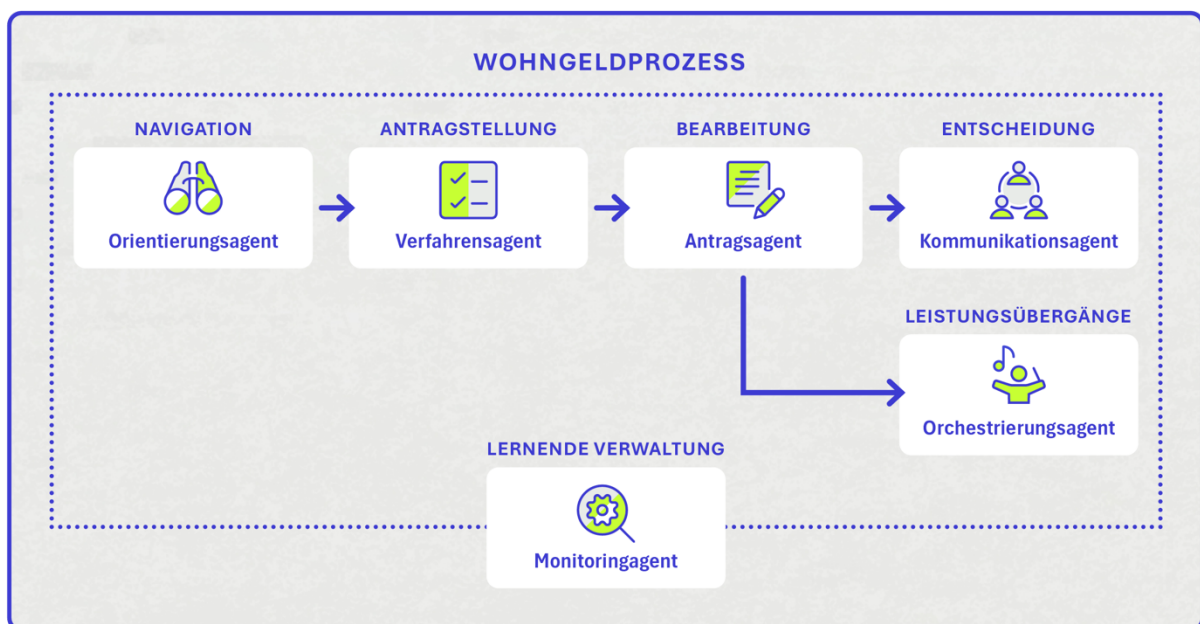 WOHNGELDPROZESS
NAVIGATION
Orientierungsagent
ANTRAGSTELLUNG
Verfahrensagent
BEARBEITUNG
Antragsagent
ENTSCHEIDUNG
Kommunikationsagent
LEISTUNGSÜBERGÄNGE
Orchestrierungsagent
LERNENDE VERWALTUNG
Monitoringagent